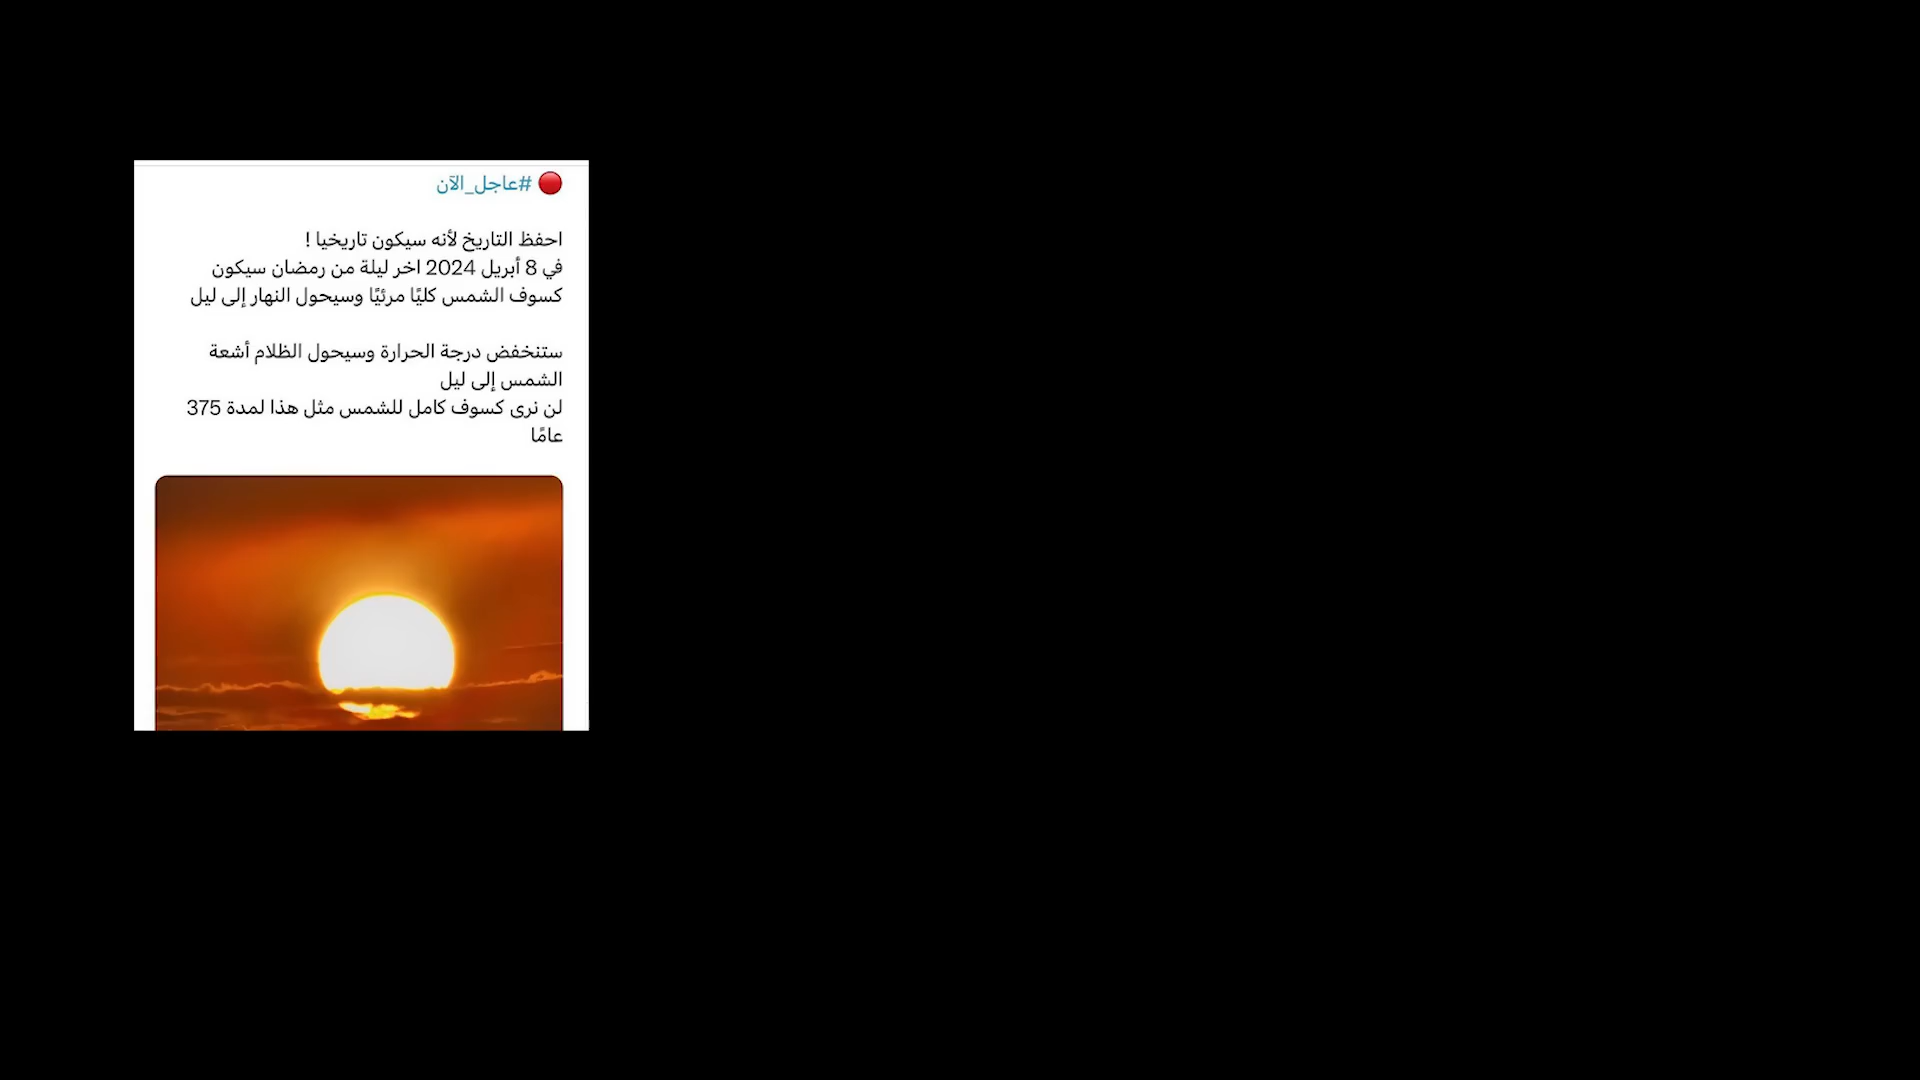 🔴 #عاجل_الآن
احفظ التاريخ لأنه سيكون تاريخيا !
في 8 أبريل 2024 اخر ليلة من رمضان سيكون
كسوف الشمس كليًا مرئيًا وسيحول النهار إلى ليل
ستنخفض درجة الحرارة وسيحول الظلام أشعة
الشمس إلى ليل
لن نرى كسوف كامل للشمس مثل هذا لمدة 375
عامًا